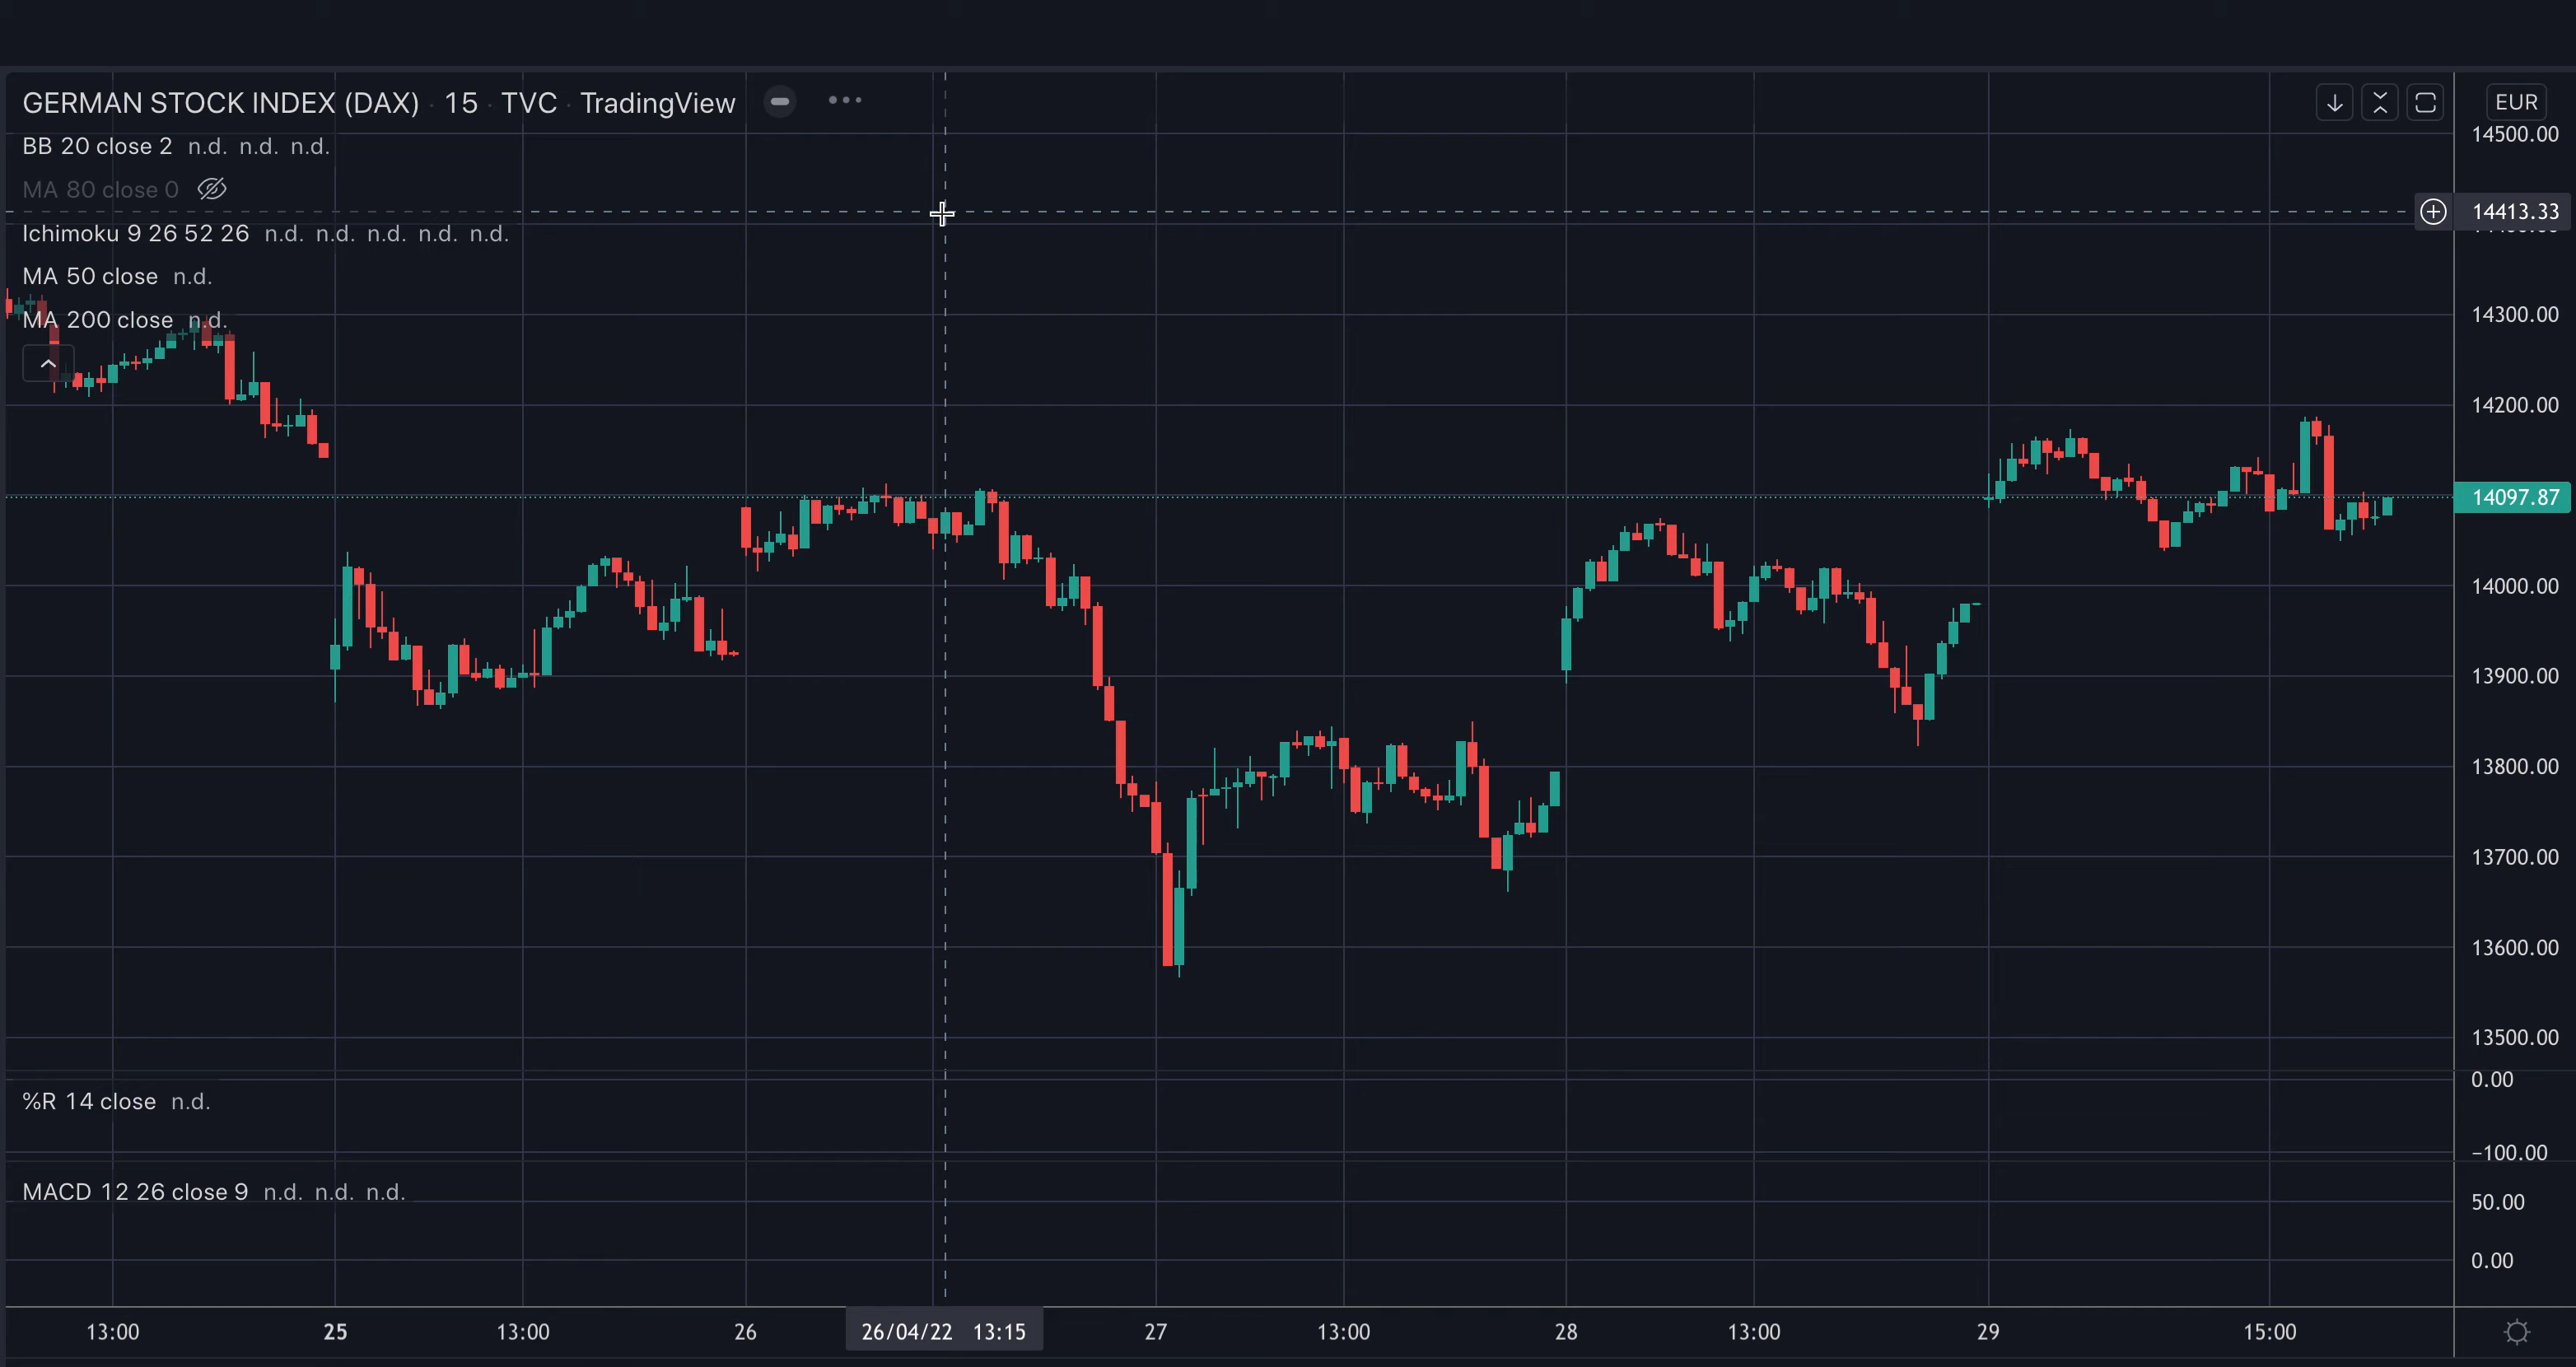 GERMAN STOCK INDEX (DAX) · 15 · TVC · TradingView
EUR
BB 20 close 2 n.d. n.d. n.d.
MA 80 close 0
Ichimoku 9 26 52 26 n.d. n.d. n.d. n.d. n.d.
MA 50 close n.d.
MA 200 close n.d.
14500.00
14413.33
14300.00
14200.00
14097.87
14000.00
13900.00
13800.00
13700.00
13600.00
13500.00
%R 14 close n.d.
0.00
−100.00
MACD 12 26 close 9 n.d. n.d. n.d.
50.00
0.00
13:00 25 13:00 26 26/04/22 13:15 27 13:00 28 13:00 29 15:00